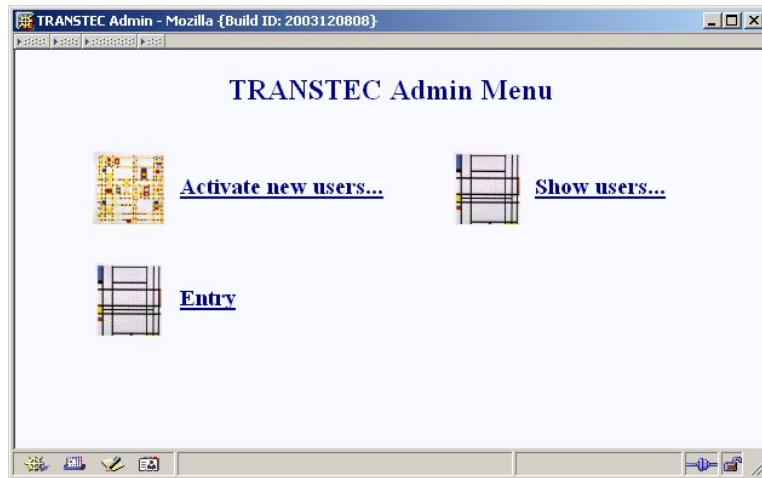 TRANSTEC Admin - Mozilla {Build ID: 2003120808}
TRANSTEC Admin Menu
Activate new users...
Show users...
Entry